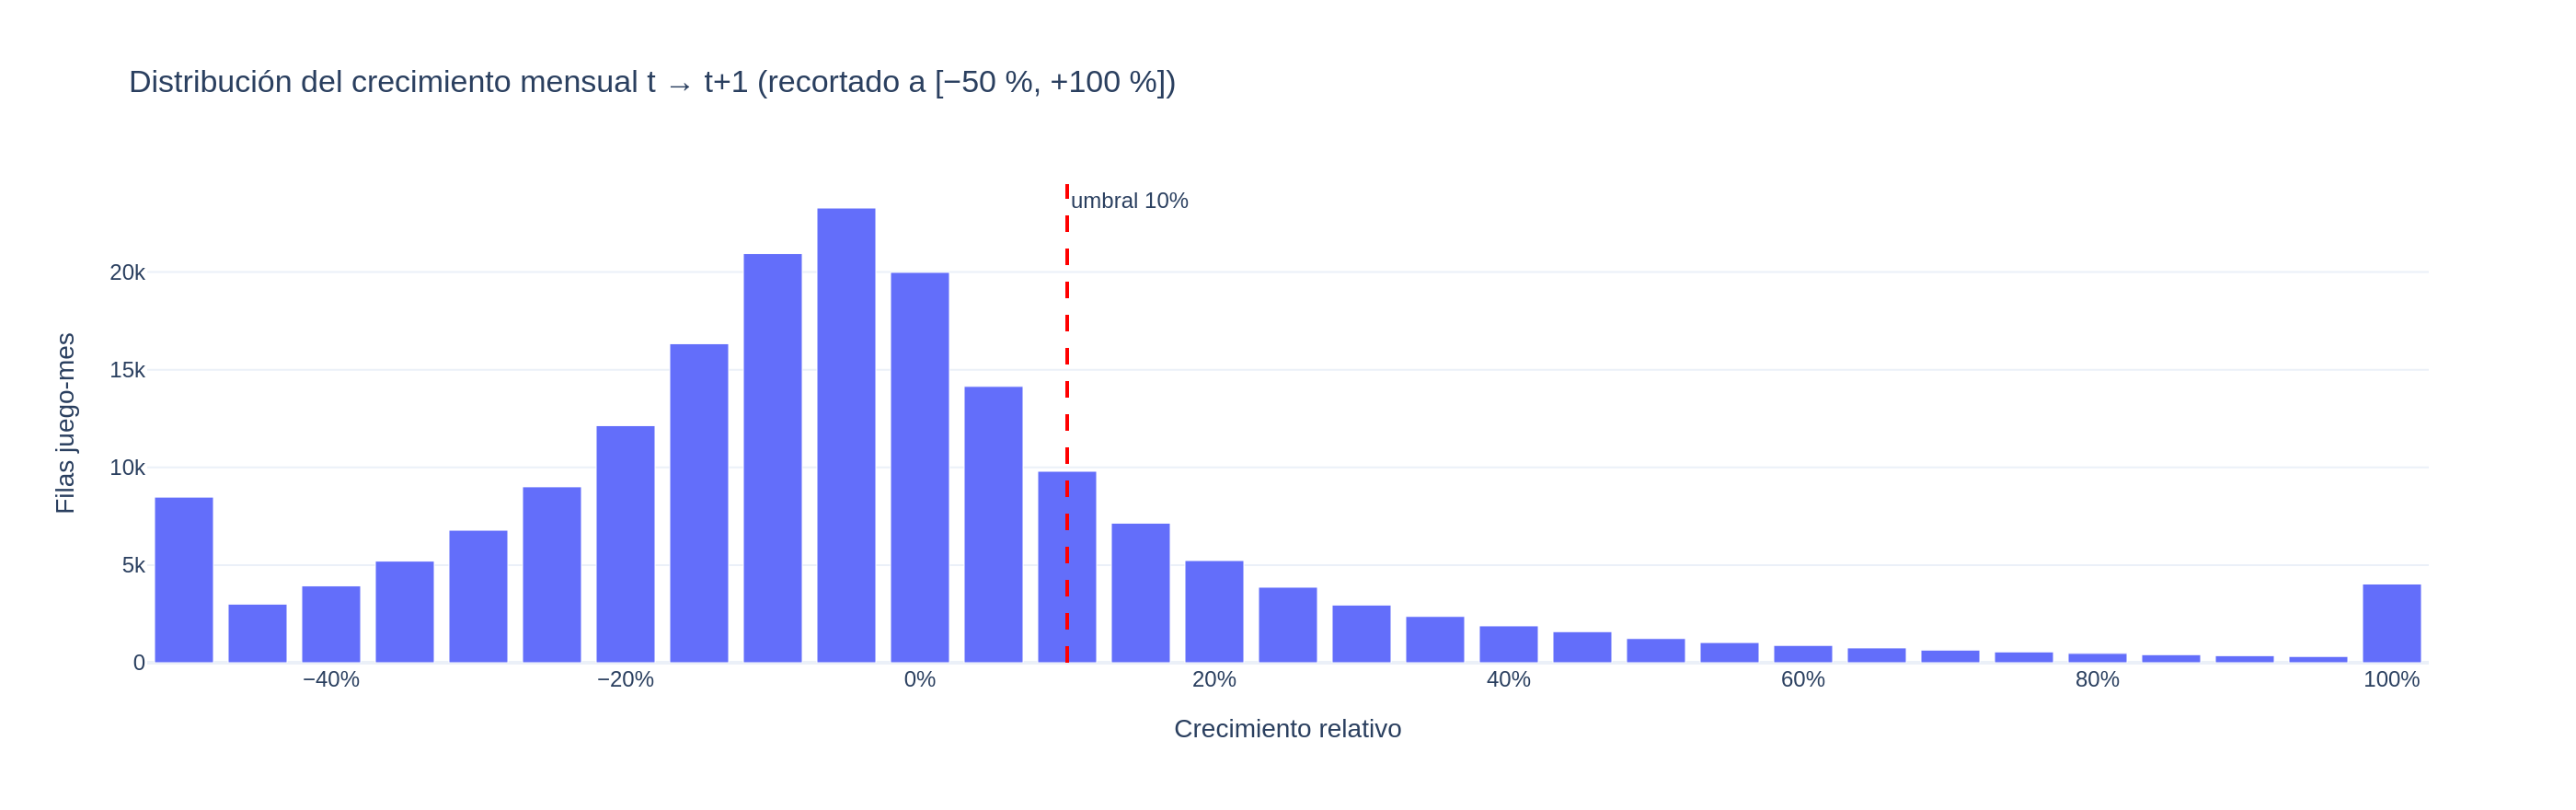 Distribución del crecimiento mensual t → t+1 (recortado a [−50 %, +100 %])
umbral 10%
20k
15k
10k
5k
0
Filas juego-mes
−40%
−20%
0%
20%
40%
60%
80%
100%
Crecimiento relativo